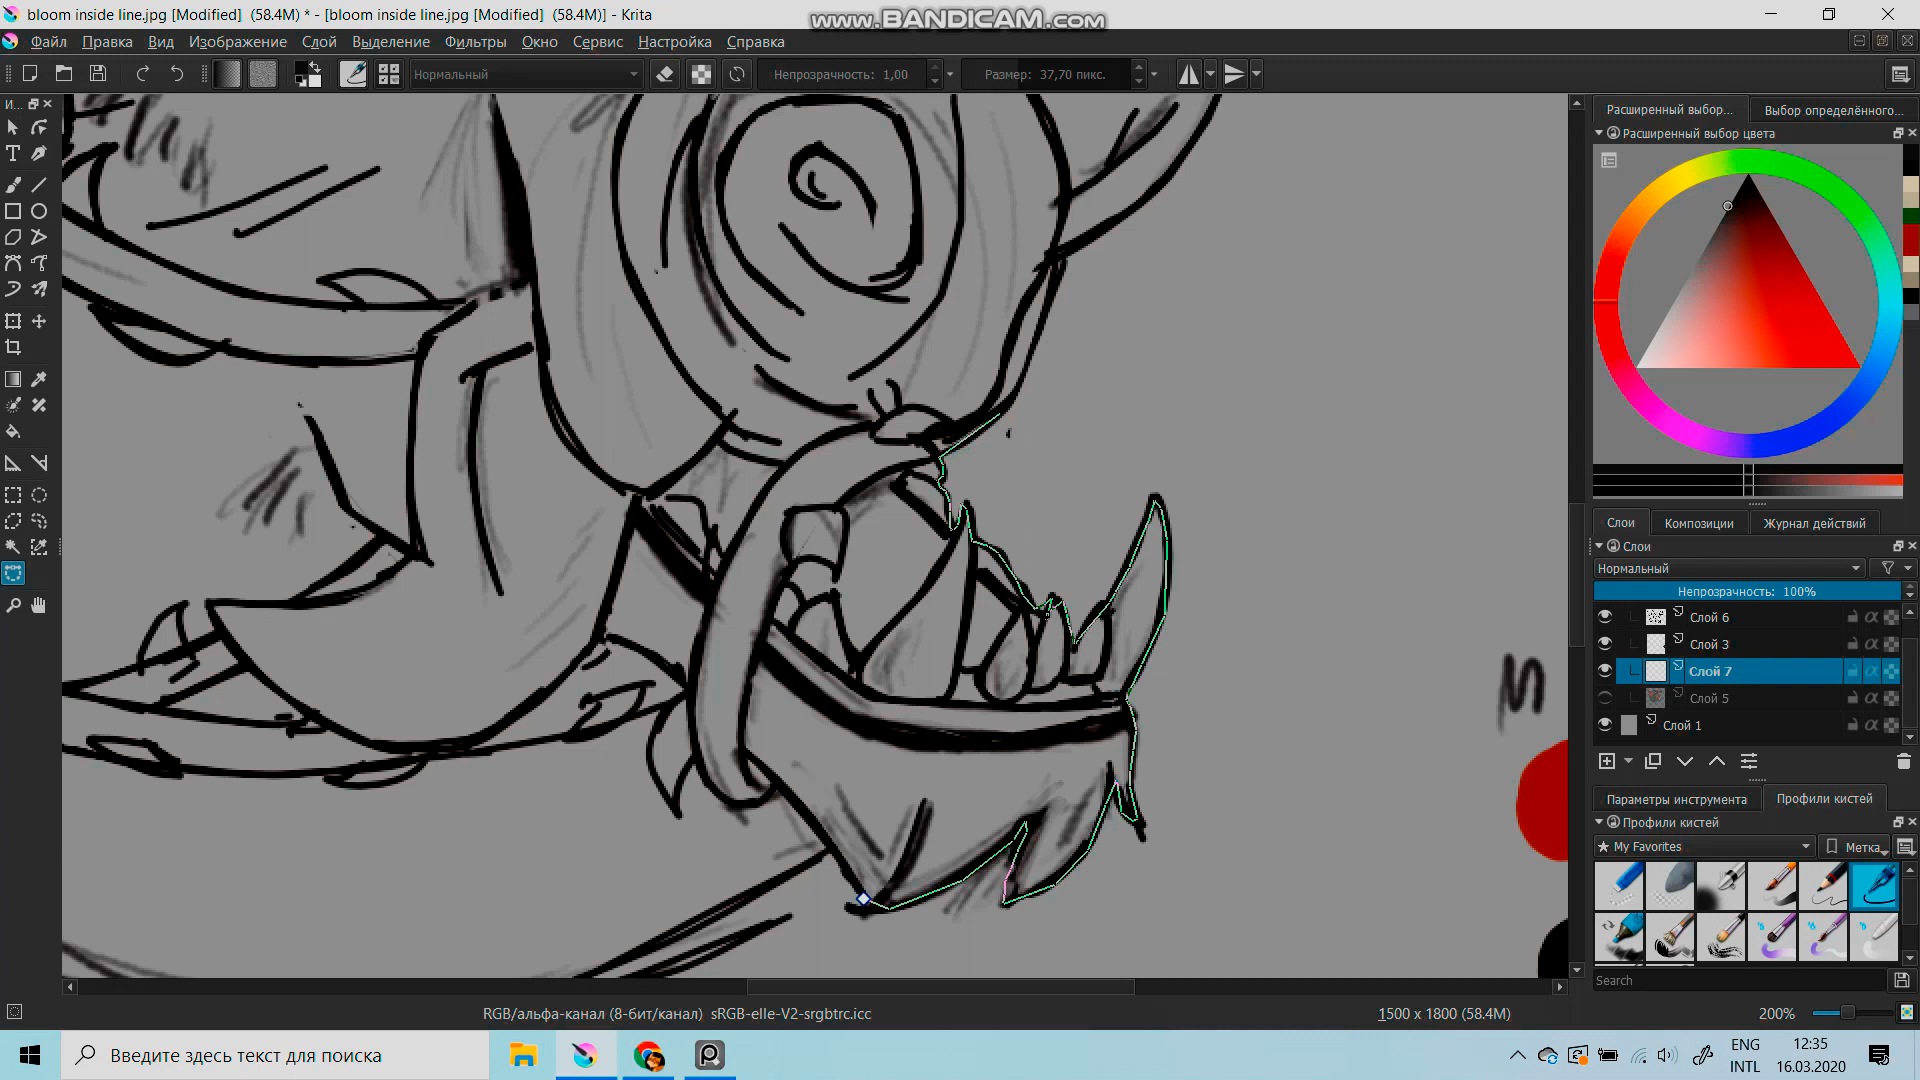 bloom inside line.jpg [Modified]  (58.4M) * - [bloom inside line.jpg [Modified]  (58.4M)] - Krita
www.BANDICAM.com
Файл Правка Вид Изображение Слой Выделение Фильтры Окно Сервис Настройка Справка
Нормальный Непрозрачность: 1,00 Размер: 37,70 пикс.
И...
Расширенный выбор... Выбор определённого...
Расширенный выбор цвета
Слои Композиции Журнал действий
Слои
Нормальный
Непрозрачность: 100%
Слой 6
Слой 3
Слой 7
Слой 5
Слой 1
Параметры инструмента Профили кистей
Профили кистей
★ My Favorites Метка
Search
RGB/альфа-канал (8-бит/канал)  sRGB-elle-V2-srgbtrc.icc 1500 x 1800 (58.4M) 200%
Введите здесь текст для поиска
ENG
INTL
12:35
16.03.2020